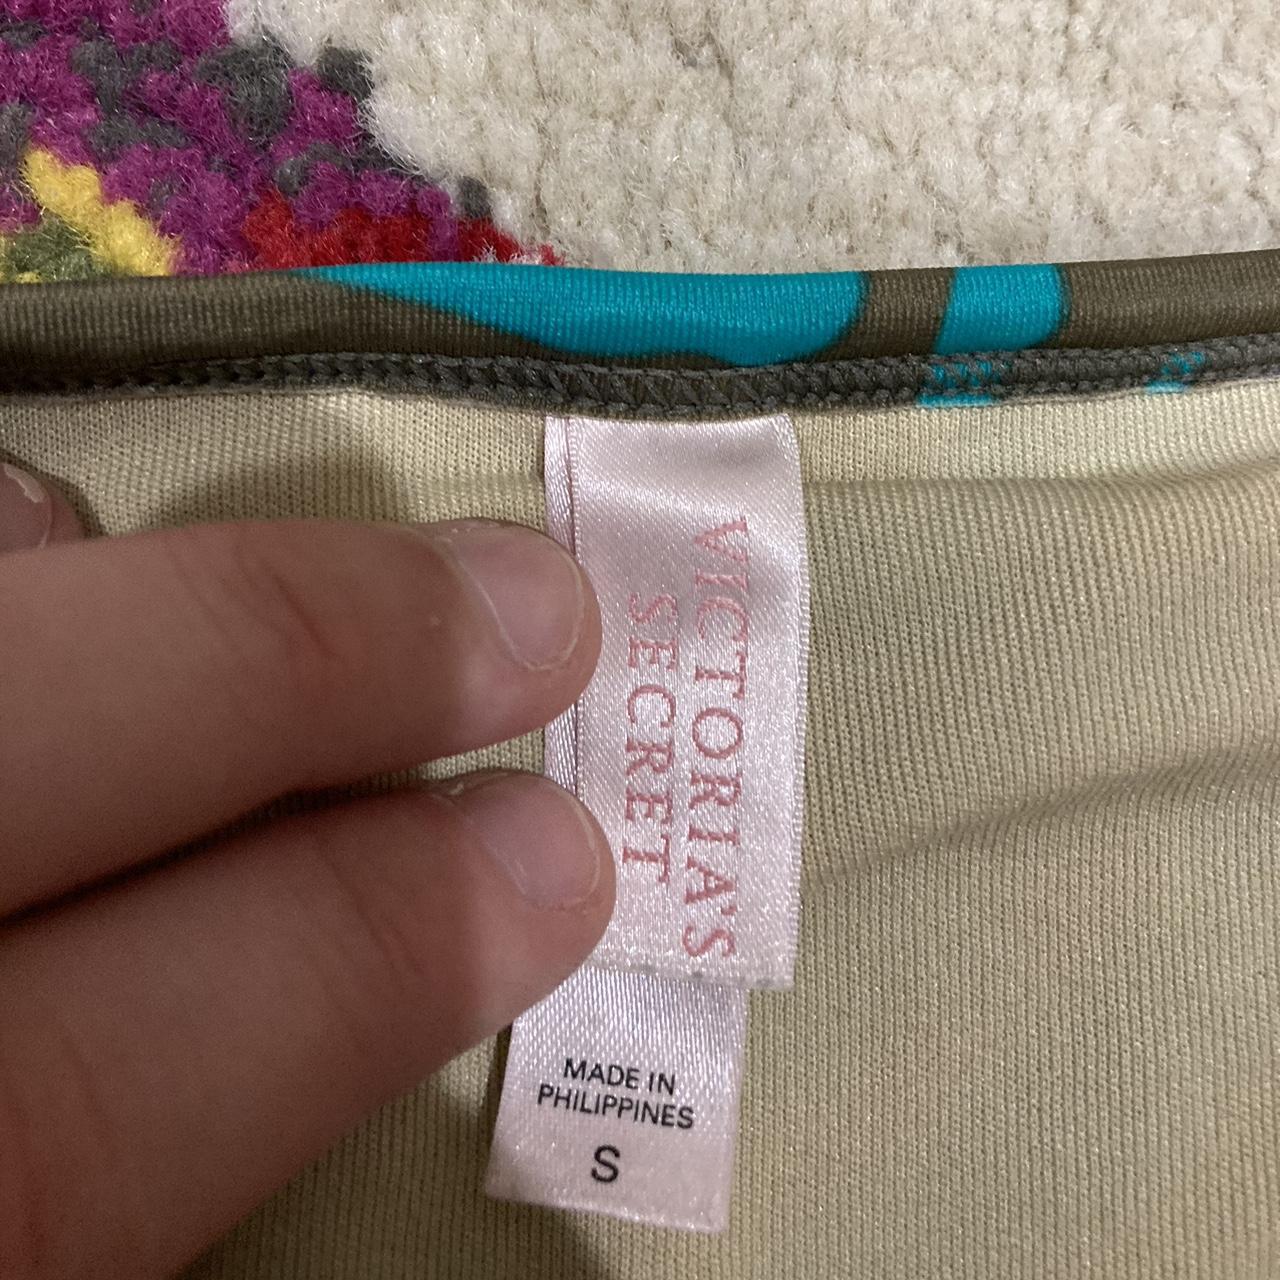 VICTORIA'S
SECRET
MADE IN
PHILIPPINES
S